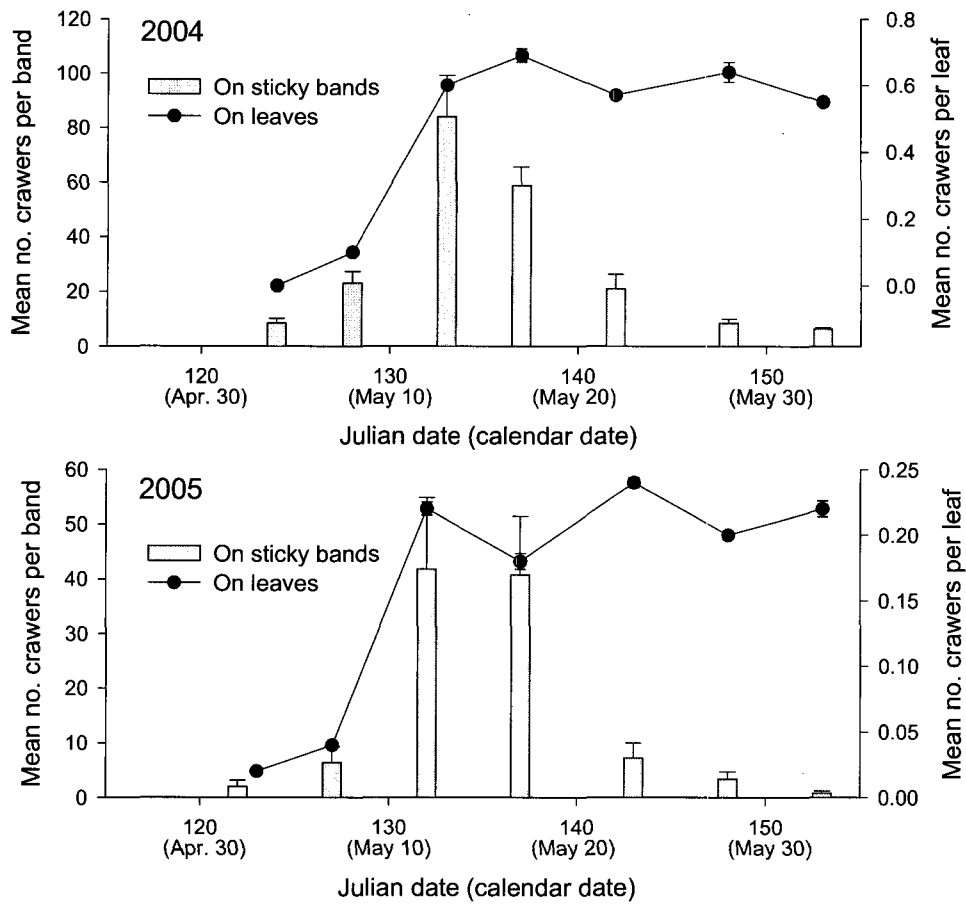 2004
On sticky bands
On leaves
Mean no. crawers per band
120
100
80
60
40
20
0
Mean no. crawers per leaf
0.8
0.6
0.4
0.2
0.0
120 130 140 150
(Apr. 30) (May 10) (May 20) (May 30)
Julian date (calendar date)
2005
On sticky bands
On leaves
Mean no. crawers per band
60
50
40
30
20
10
0
Mean no. crawers per leaf
0.25
0.20
0.15
0.10
0.05
0.00
120 130 140 150
(Apr. 30) (May 10) (May 20) (May 30)
Julian date (calendar date)